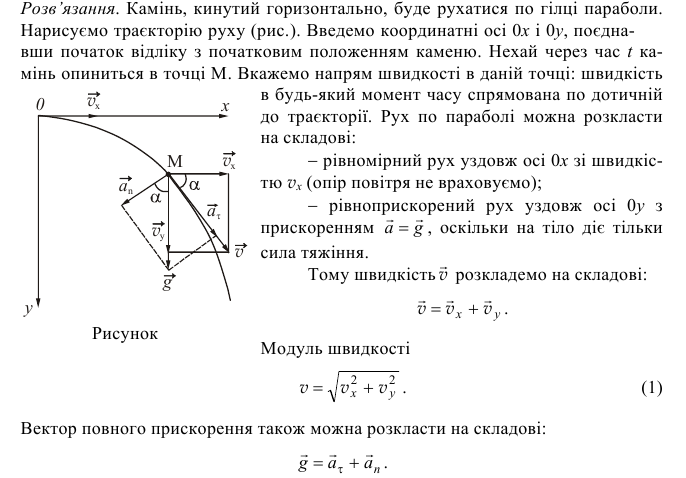 Розв’язання. Камінь, кинутий горизонтально, буде рухатися по гілці параболи.
Нарисуємо траєкторію руху (рис.). Введемо координатні осі 0x і 0y, поєдна-
вши початок відліку з початковим положенням каменю. Нехай через час t ка-
мінь опиниться в точці М. Вкажемо напрям швидкості в даній точці: швидкість
в будь-який момент часу спрямована по дотичній
до траєкторії. Рух по параболі можна розкласти
на складові:
– рівномірний рух уздовж осі 0x зі швидкіс-
тю υx (опір повітря не враховуємо);
– рівноприскорений рух уздовж осі 0y з
прискоренням a⃗ = g⃗ , оскільки на тіло діє тільки
сила тяжіння.
0 v⃗x x
М v⃗x
a⃗n α α
a⃗τ
v⃗y v⃗
g⃗
y
Рисунок
Тому швидкість υ⃗ розкладемо на складові:
υ⃗ = υ⃗x + υ⃗y .
Модуль швидкості
υ = √(υx² + υy²) . (1)
Вектор повного прискорення також можна розкласти на складові:
g⃗ = a⃗τ + a⃗n .